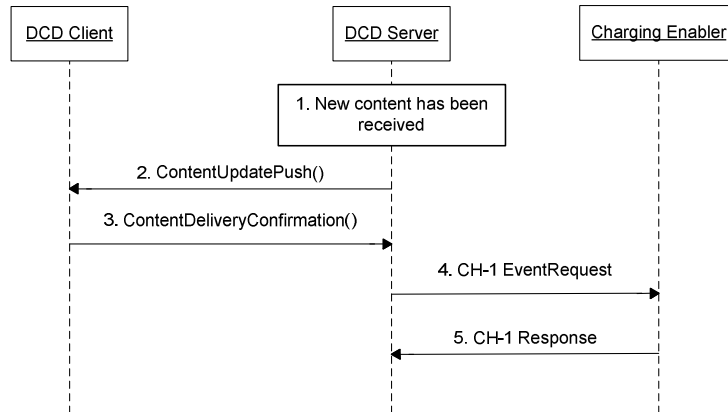 DCD Client
DCD Server
Charging Enabler
1. New content has been
received
2. ContentUpdatePush()
3. ContentDeliveryConfirmation()
4. CH-1 EventRequest
5. CH-1 Response